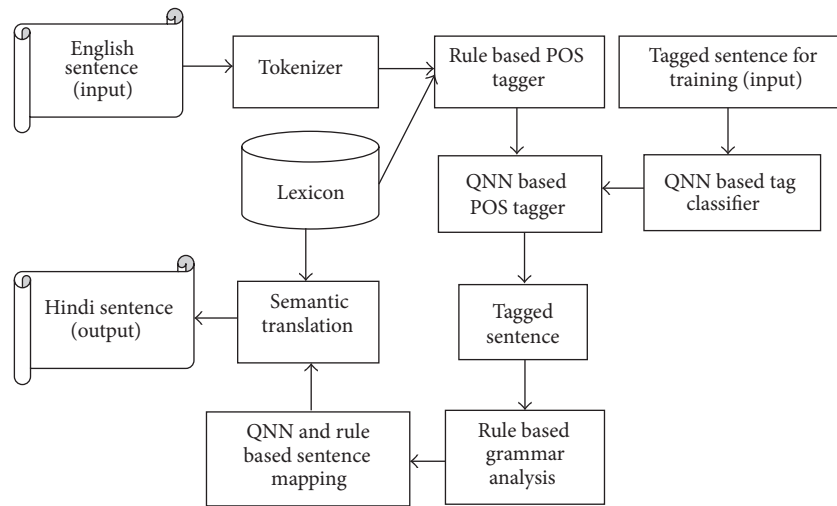 English
sentence
(input)
Tokenizer
Rule based POS
tagger
Tagged sentence for
training (input)
Lexicon
QNN based
POS tagger
QNN based tag
classifier
Hindi sentence
(output)
Semantic
translation
Tagged
sentence
QNN and rule
based sentence
mapping
Rule based
grammar
analysis